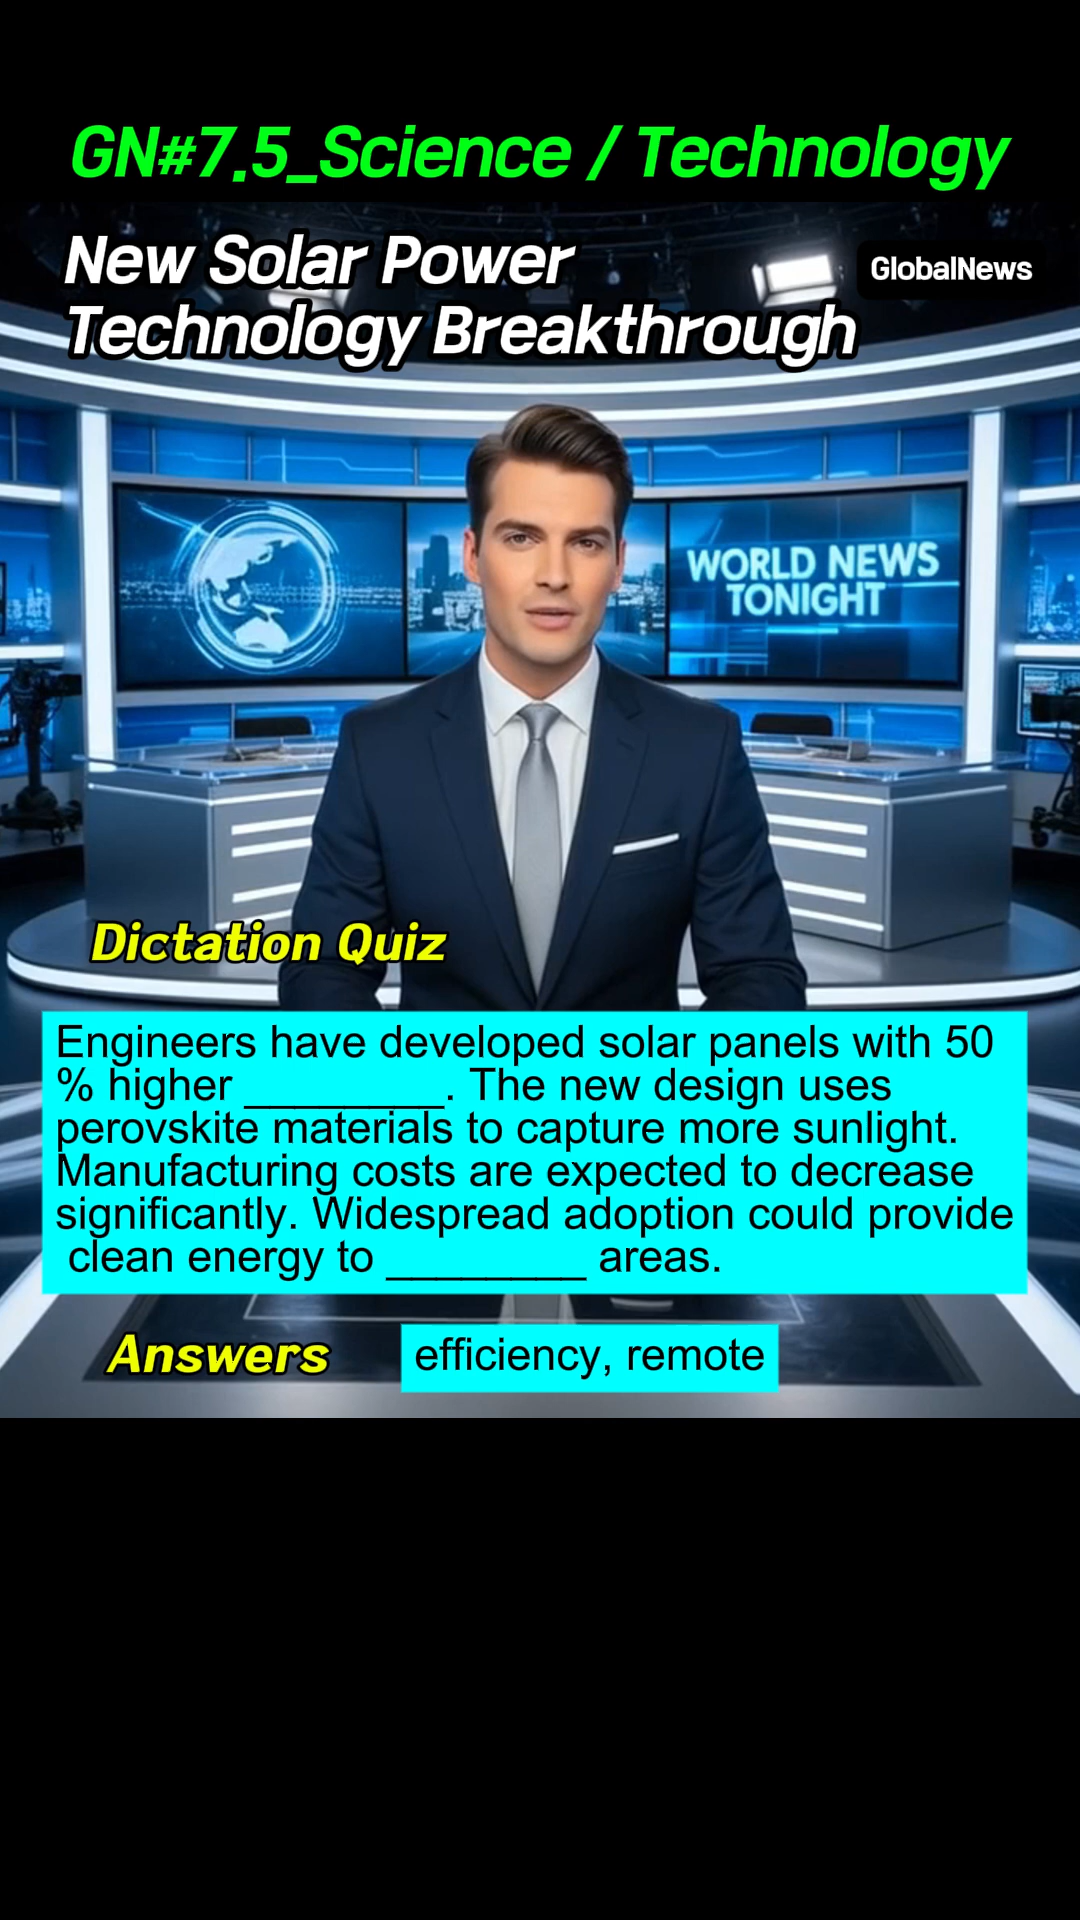 GN#7.5_Science / Technology
New Solar Power
Technology Breakthrough
GlobalNews
WORLD NEWS
TONIGHT
Dictation Quiz
Engineers have developed solar panels with 50
% higher ________. The new design uses
perovskite materials to capture more sunlight.
Manufacturing costs are expected to decrease
significantly. Widespread adoption could provide
clean energy to ________ areas.
Answers
efficiency, remote